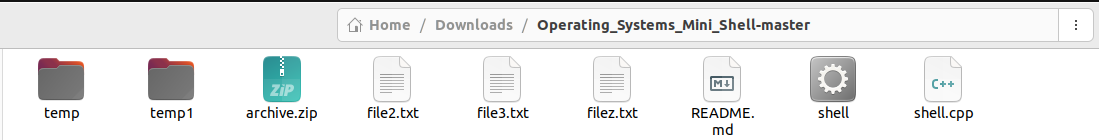 Home / Downloads / Operating_Systems_Mini_Shell-master
ZiP
M
C++
temp
temp1
archive.zip
file2.txt
file3.txt
filez.txt
README.
md
shell
shell.cpp